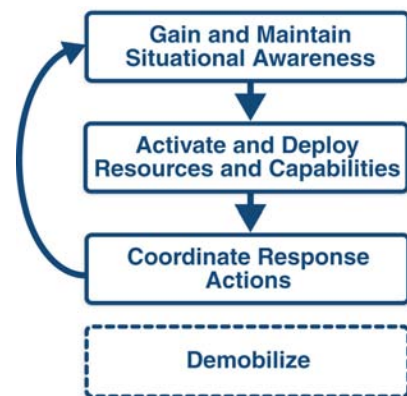 Gain and Maintain
Situational Awareness
Activate and Deploy
Resources and Capabilities
Coordinate Response
Actions
Demobilize